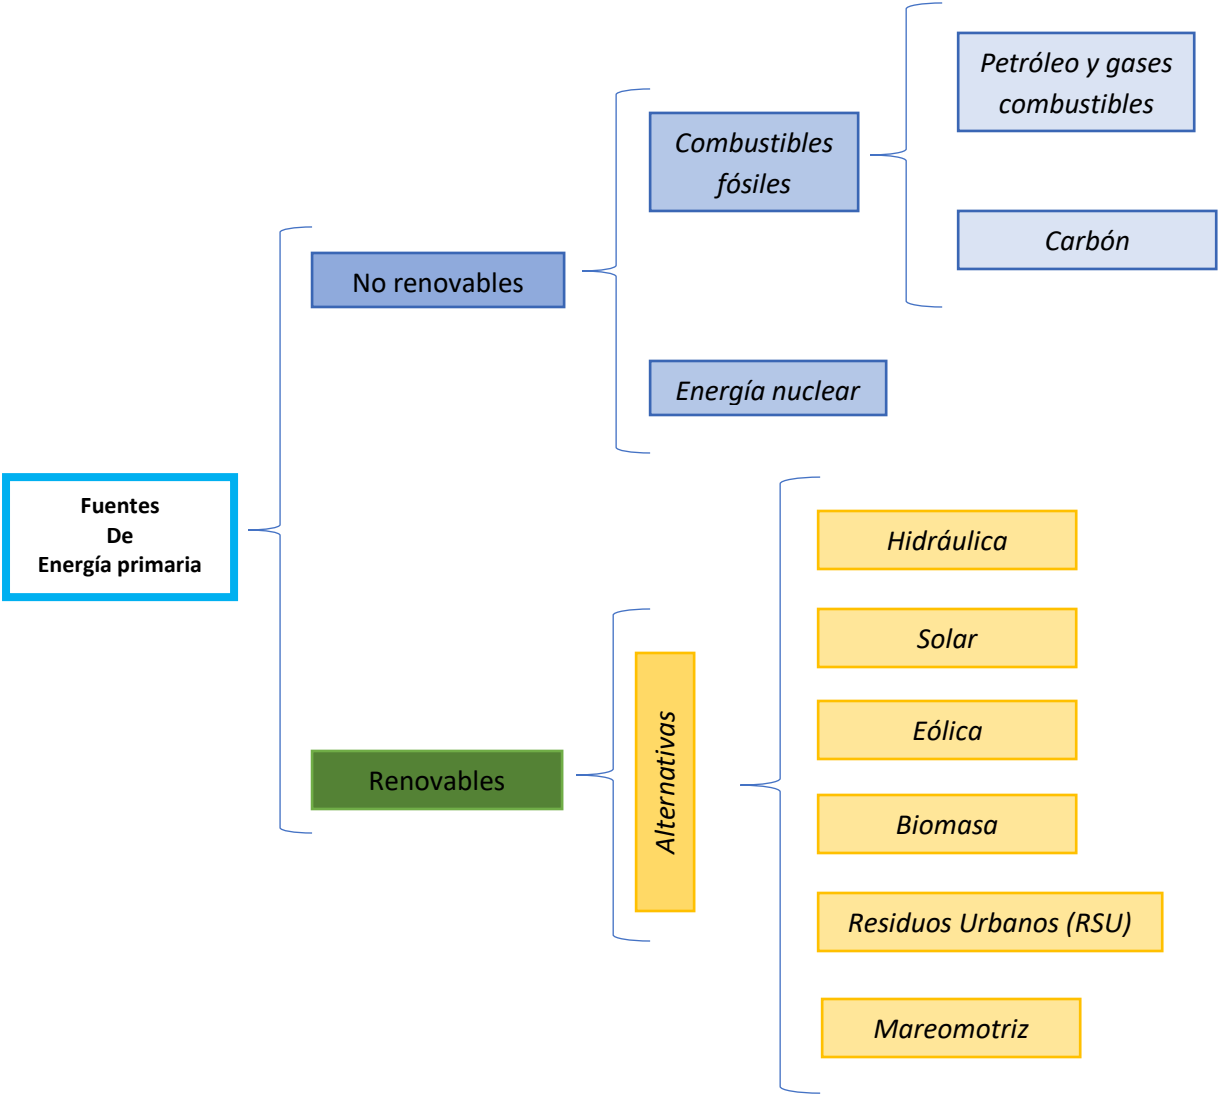 Fuentes
De
Energía primaria
No renovables
Combustibles
fósiles
Petróleo y gases
combustibles
Carbón
Energía nuclear
Renovables
Alternativas
Hidráulica
Solar
Eólica
Biomasa
Residuos Urbanos (RSU)
Mareomotriz